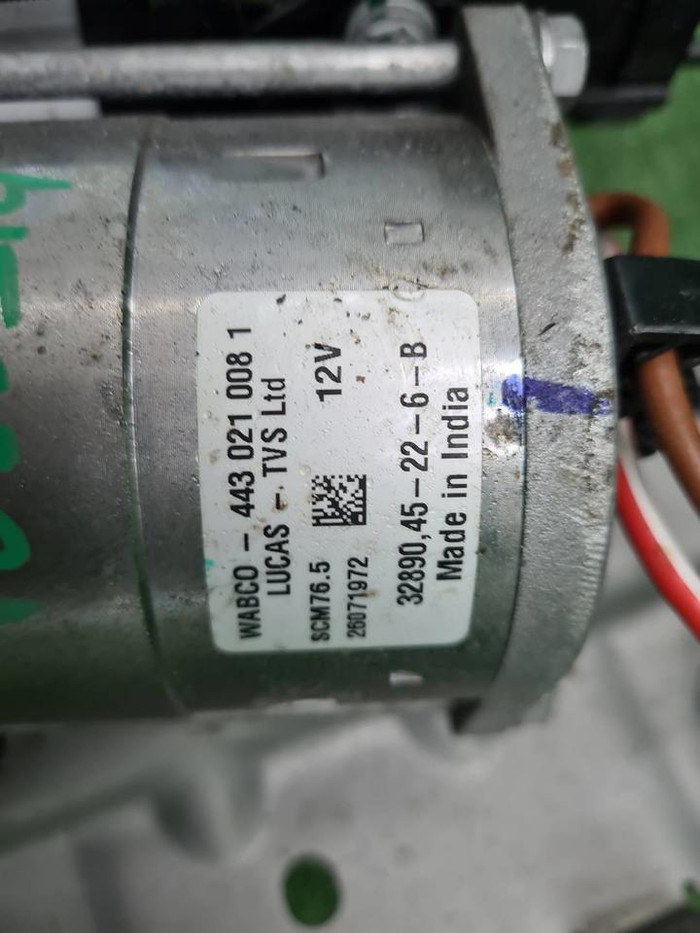 WABCO - 443 021 008 1
LUCAS - TVS Ltd
SCM76.5 12V
26071972
32890,45-22-6-B
Made in India